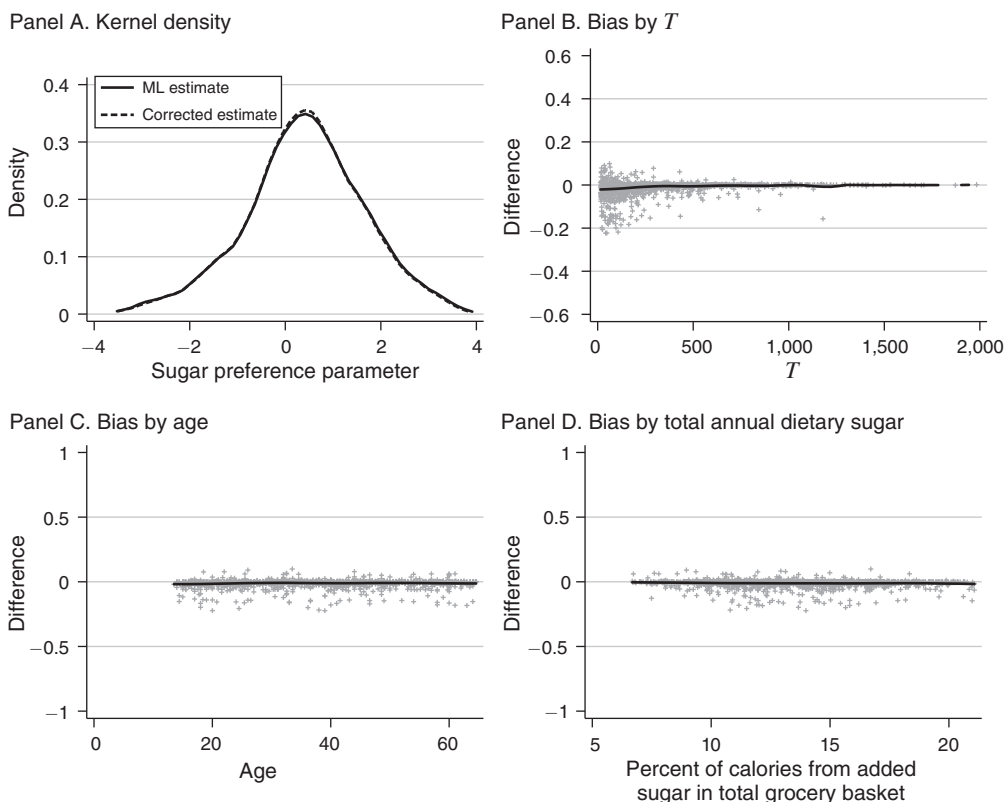 Panel A. Kernel density
0.4
0.3
0.2
0.1
0
Density
ML estimate
Corrected estimate
−4
−2
0
2
4
Sugar preference parameter
Panel B. Bias by T
0.6
0.4
0.2
0
−0.2
−0.4
−0.6
Difference
0
500
1,000
1,500
2,000
T
Panel C. Bias by age
1
0.5
0
−0.5
−1
Difference
0
20
40
60
Age
Panel D. Bias by total annual dietary sugar
1
0.5
0
−0.5
−1
Difference
5
10
15
20
Percent of calories from added
sugar in total grocery basket